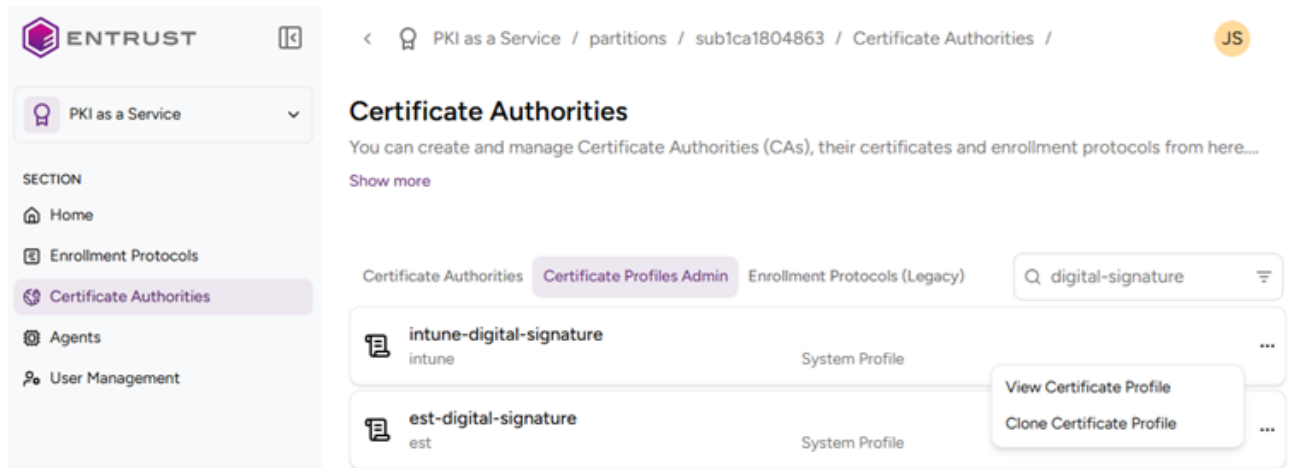 ENTRUST
PKI as a Service
SECTION
Home
Enrollment Protocols
Certificate Authorities
Agents
User Management
PKI as a Service / partitions / sub1ca1804863 / Certificate Authorities /
JS
Certificate Authorities
You can create and manage Certificate Authorities (CAs), their certificates and enrollment protocols from here....
Show more
Certificate Authorities Certificate Profiles Admin Enrollment Protocols (Legacy) digital-signature
intune-digital-signature
intune System Profile
View Certificate Profile
Clone Certificate Profile
est-digital-signature
est System Profile